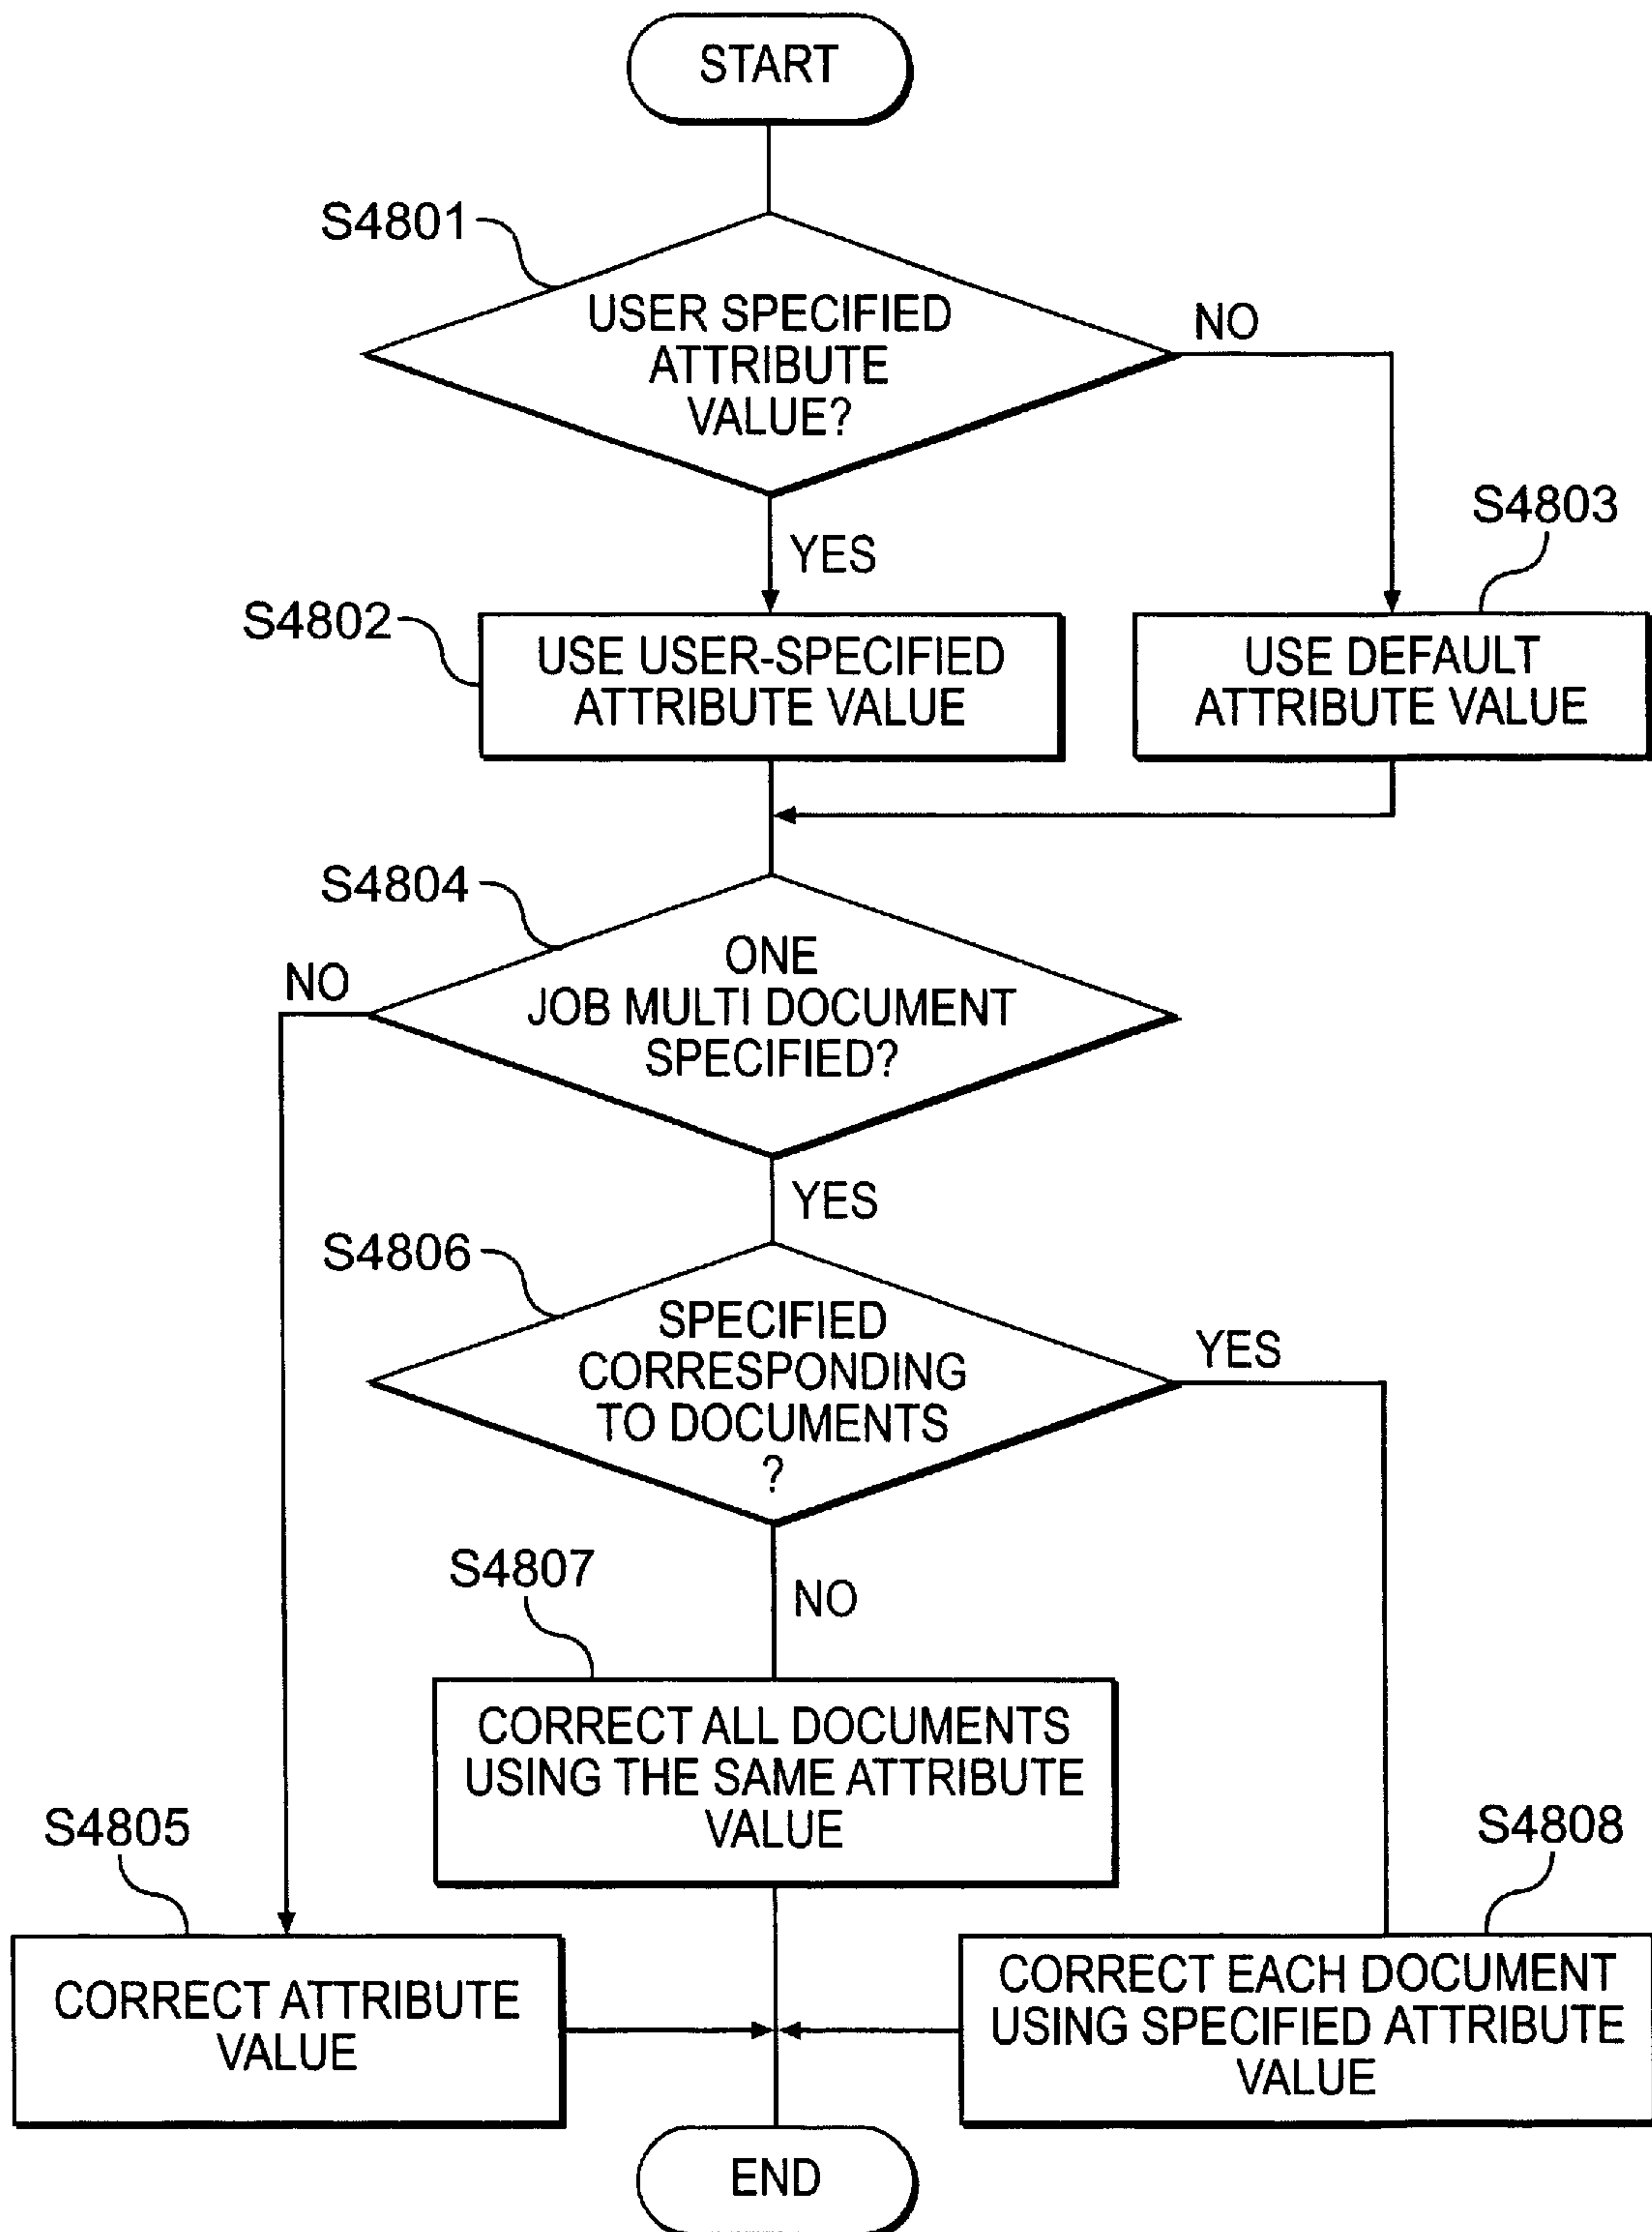 START
S4801
USER SPECIFIED
ATTRIBUTE
VALUE?
NO
YES
S4803
S4802
USE USER-SPECIFIED
ATTRIBUTE VALUE
USE DEFAULT
ATTRIBUTE VALUE
S4804
ONE
JOB MULTI DOCUMENT
SPECIFIED?
NO
YES
S4806
SPECIFIED
CORRESPONDING
TO DOCUMENTS
?
YES
NO
S4807
CORRECT ALL DOCUMENTS
USING THE SAME ATTRIBUTE
VALUE
S4805
CORRECT ATTRIBUTE
VALUE
S4808
CORRECT EACH DOCUMENT
USING SPECIFIED ATTRIBUTE
VALUE
END